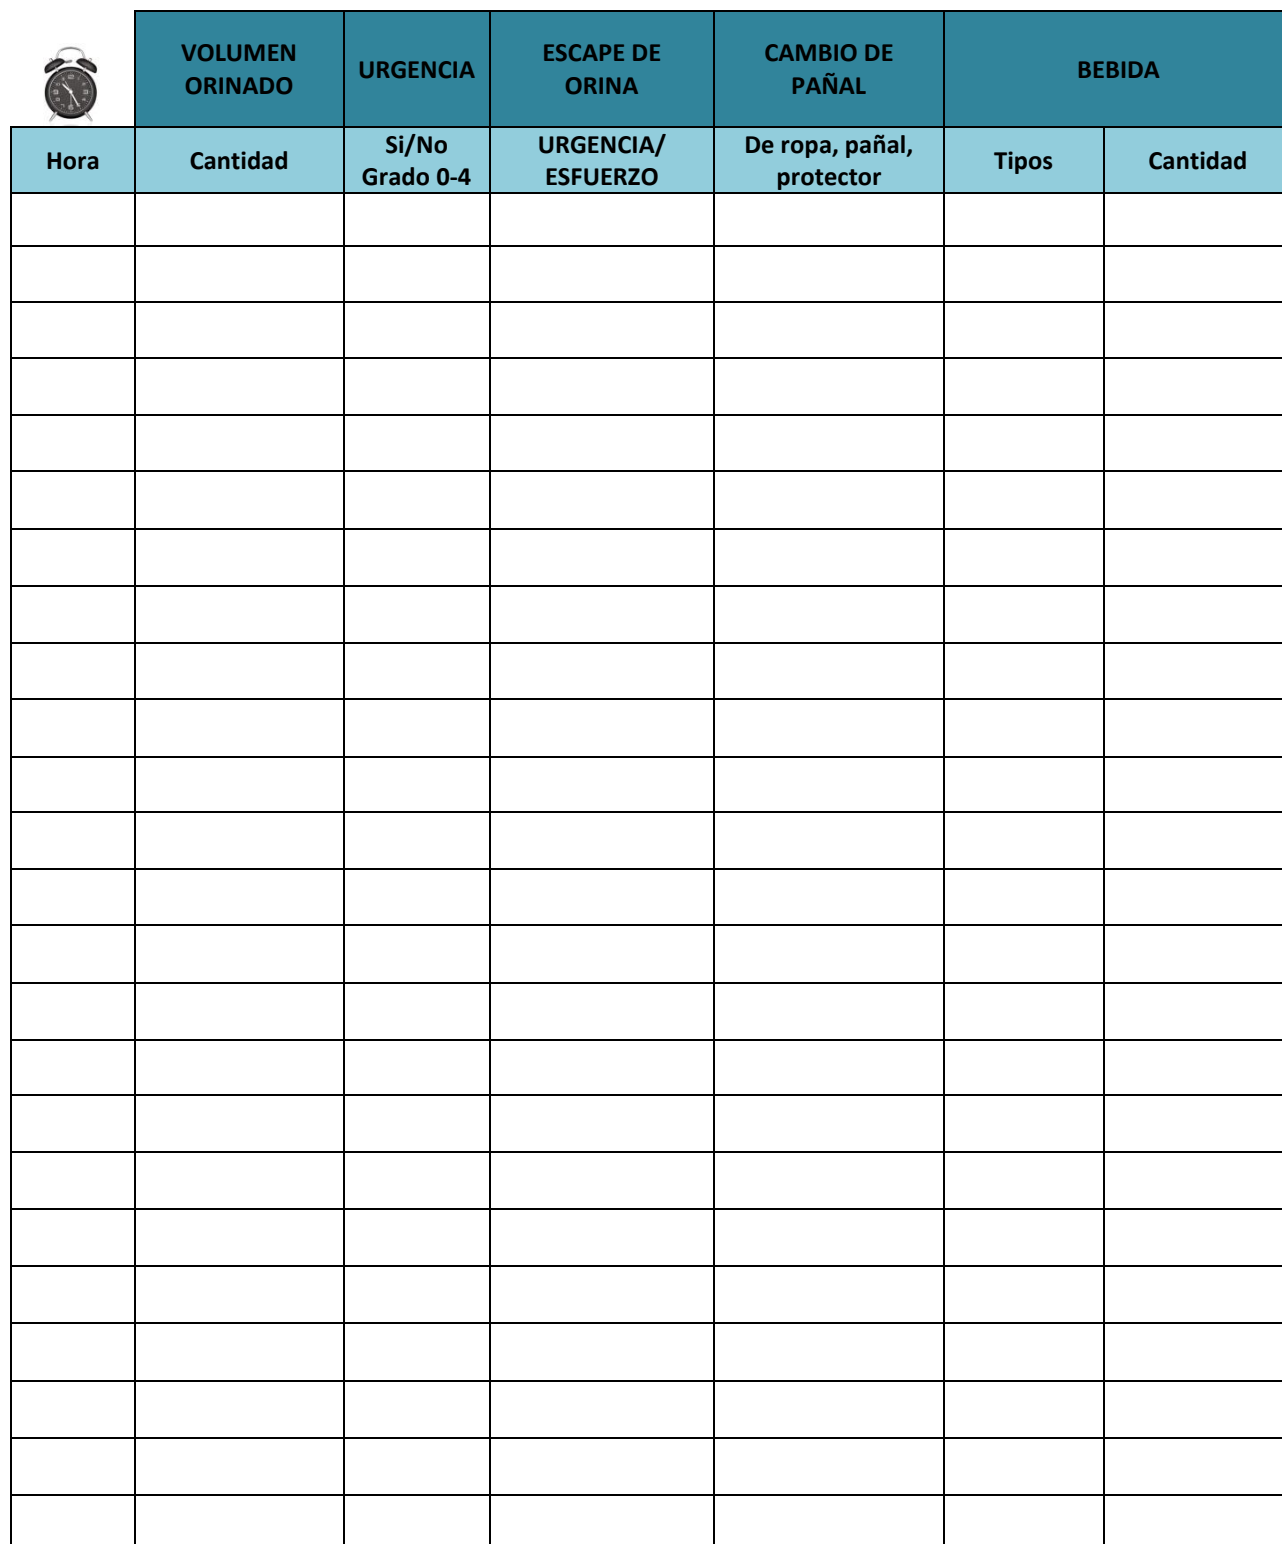 VOLUMEN
ORINADO
URGENCIA
ESCAPE DE
ORINA
CAMBIO DE
PAÑAL
BEBIDA
Hora
Cantidad
Si/No
Grado 0-4
URGENCIA/
ESFUERZO
De ropa, pañal,
protector
Tipos
Cantidad